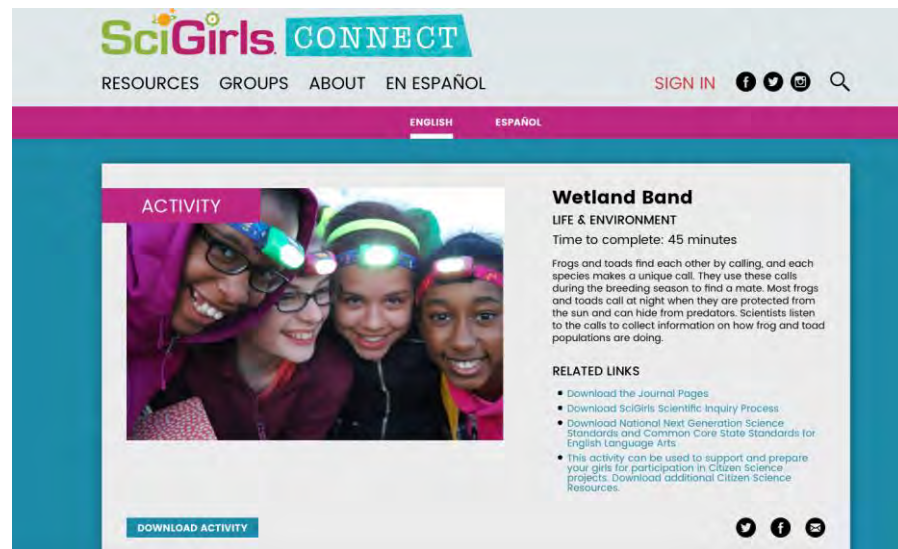 SciGirls CONNECT
RESOURCES GROUPS ABOUT EN ESPAÑOL SIGN IN
ENGLISH ESPAÑOL
ACTIVITY
Wetland Band
LIFE & ENVIRONMENT
Time to complete: 45 minutes
Frogs and toads find each other by calling, and each
species makes a unique call. They use these calls
during the breeding season to find a mate. Most frogs
and toads call at night when they are protected from
the sun and can hide from predators. Scientists listen
to the calls to collect information on how frog and toad
populations are doing.
RELATED LINKS
• Download the Journal Pages
• Download SciGirls Scientific Inquiry Process
• Download National Next Generation Science
Standards and Common Core State Standards for
English Language Arts
• This activity can be used to support and prepare
your girls for participation in Citizen Science
projects. Download additional Citizen Science
Resources.
DOWNLOAD ACTIVITY